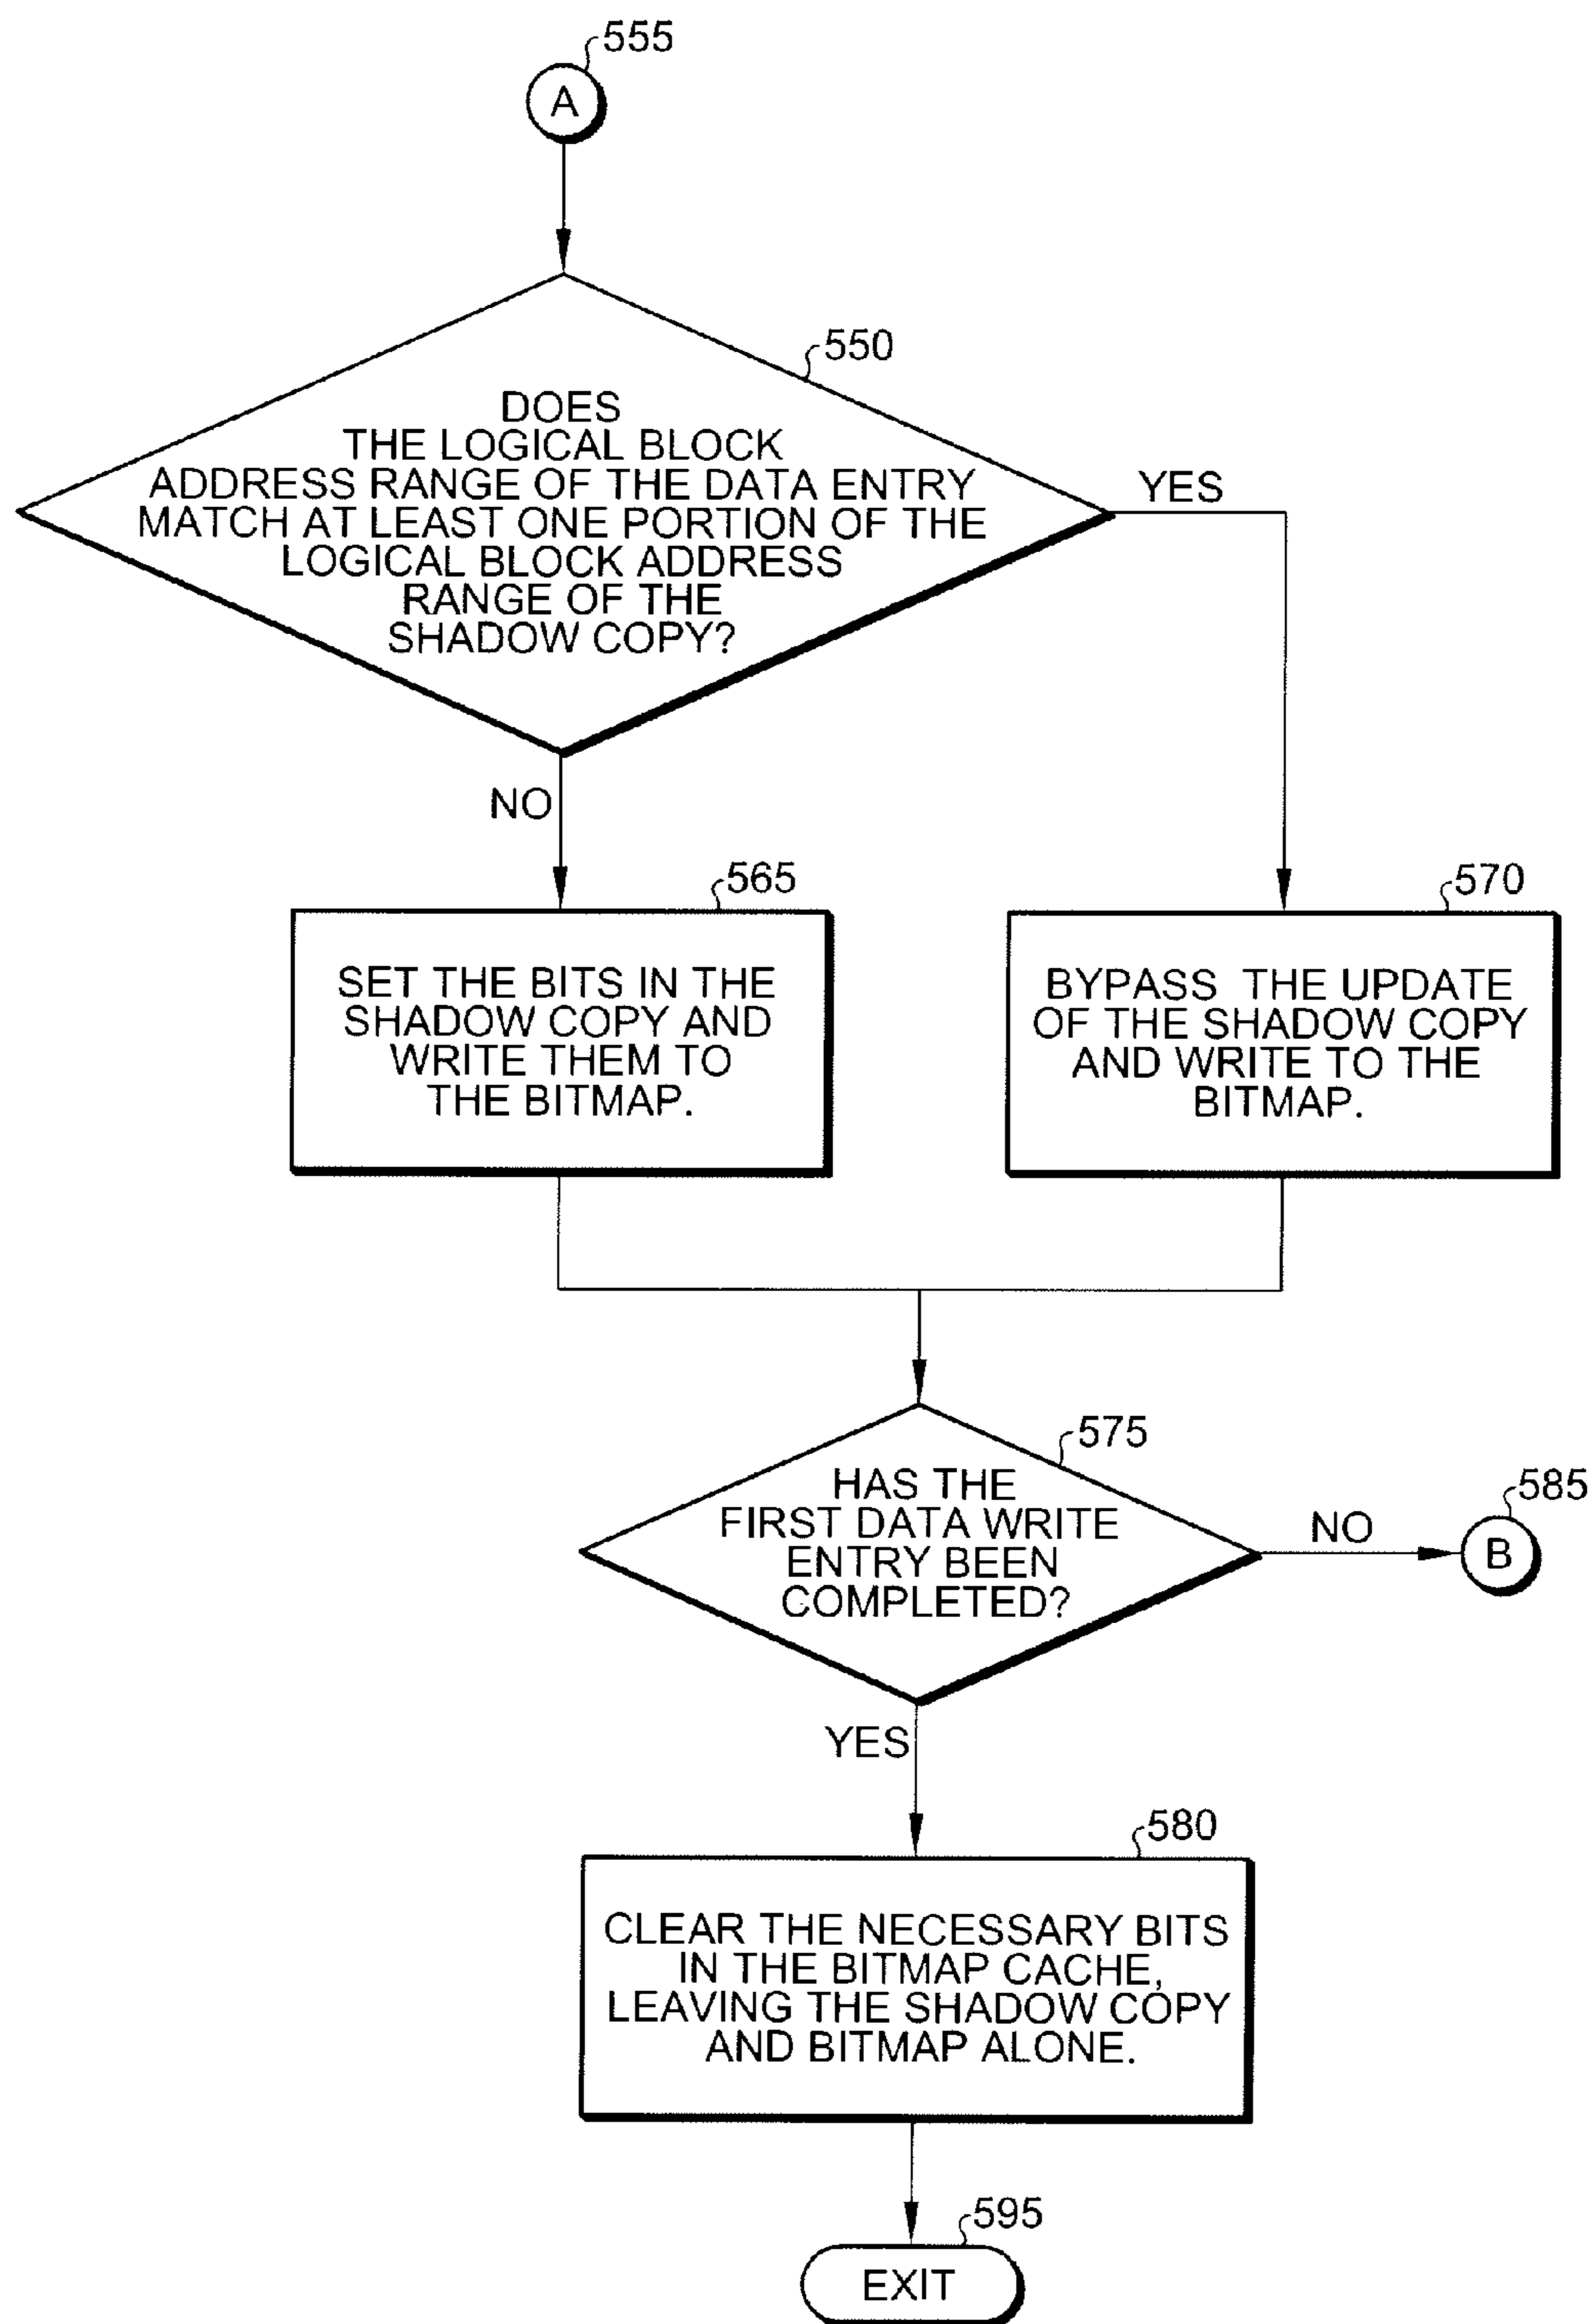 555
A
550
DOES
THE LOGICAL BLOCK
ADDRESS RANGE OF THE DATA ENTRY
MATCH AT LEAST ONE PORTION OF THE
LOGICAL BLOCK ADDRESS
RANGE OF THE
SHADOW COPY?
YES
NO
565
SET THE BITS IN THE
SHADOW COPY AND
WRITE THEM TO
THE BITMAP.
570
BYPASS THE UPDATE
OF THE SHADOW COPY
AND WRITE TO THE
BITMAP.
575
HAS THE
FIRST DATA WRITE
ENTRY BEEN
COMPLETED?
NO
585
B
YES
580
CLEAR THE NECESSARY BITS
IN THE BITMAP CACHE,
LEAVING THE SHADOW COPY
AND BITMAP ALONE.
595
EXIT